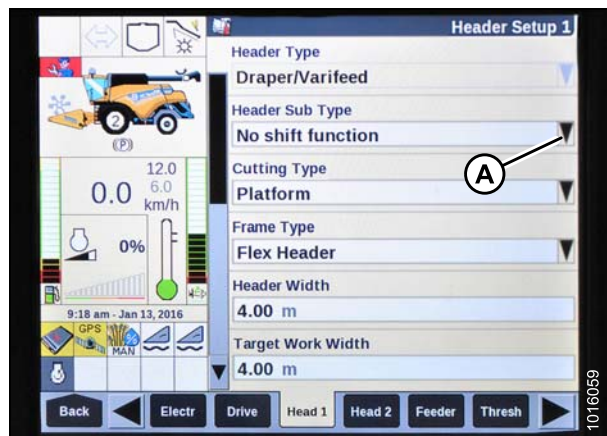 Header Setup 1
Header Type
Draper/Varifeed
Header Sub Type
No shift function
A
Cutting Type
Platform
Frame Type
Flex Header
Header Width
4.00 m
Target Work Width
4.00 m
2
(P)
12.0
0.0 6.0
km/h
0%
9:18 am - Jan 13, 2016
GPS
MAN
Back Electr Drive Head 1 Head 2 Feeder Thresh
1016059